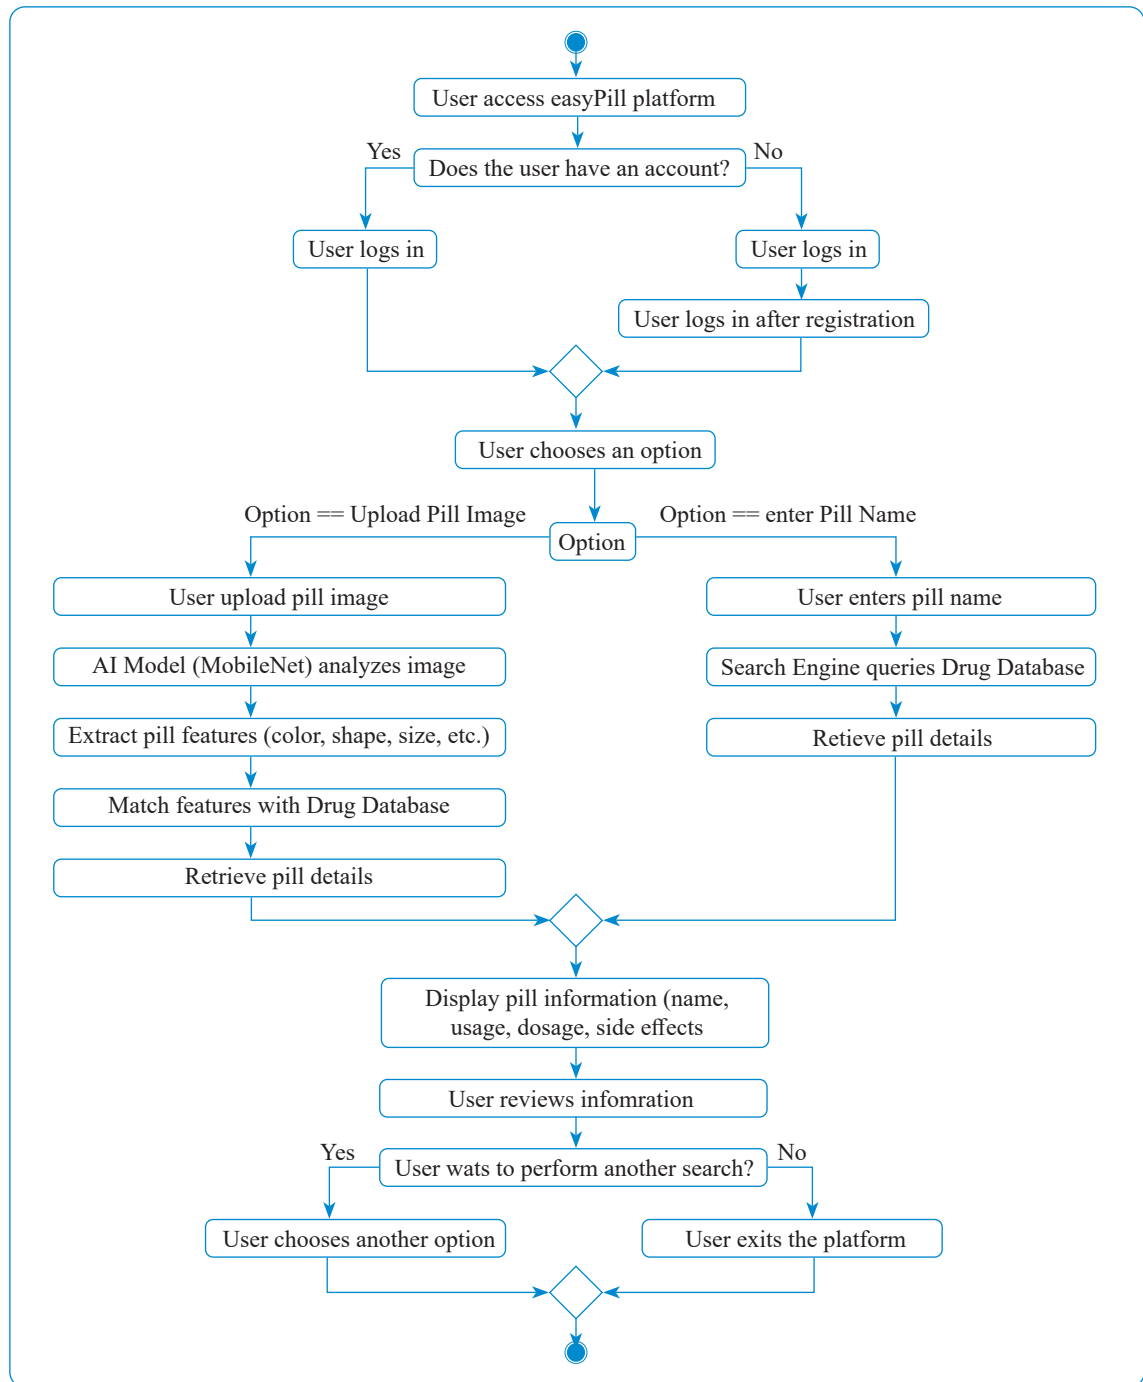 User access easyPill platform
Yes
No
Does the user have an account?
User logs in
User logs in
User logs in after registration
User chooses an option
Option == Upload Pill Image
Option == enter Pill Name
Option
User upload pill image
User enters pill name
AI Model (MobileNet) analyzes image
Search Engine queries Drug Database
Extract pill features (color, shape, size, etc.)
Retieve pill details
Match features with Drug Database
Retrieve pill details
Display pill information (name,
usage, dosage, side effects
User reviews infomration
Yes
No
User wats to perform another search?
User chooses another option
User exits the platform